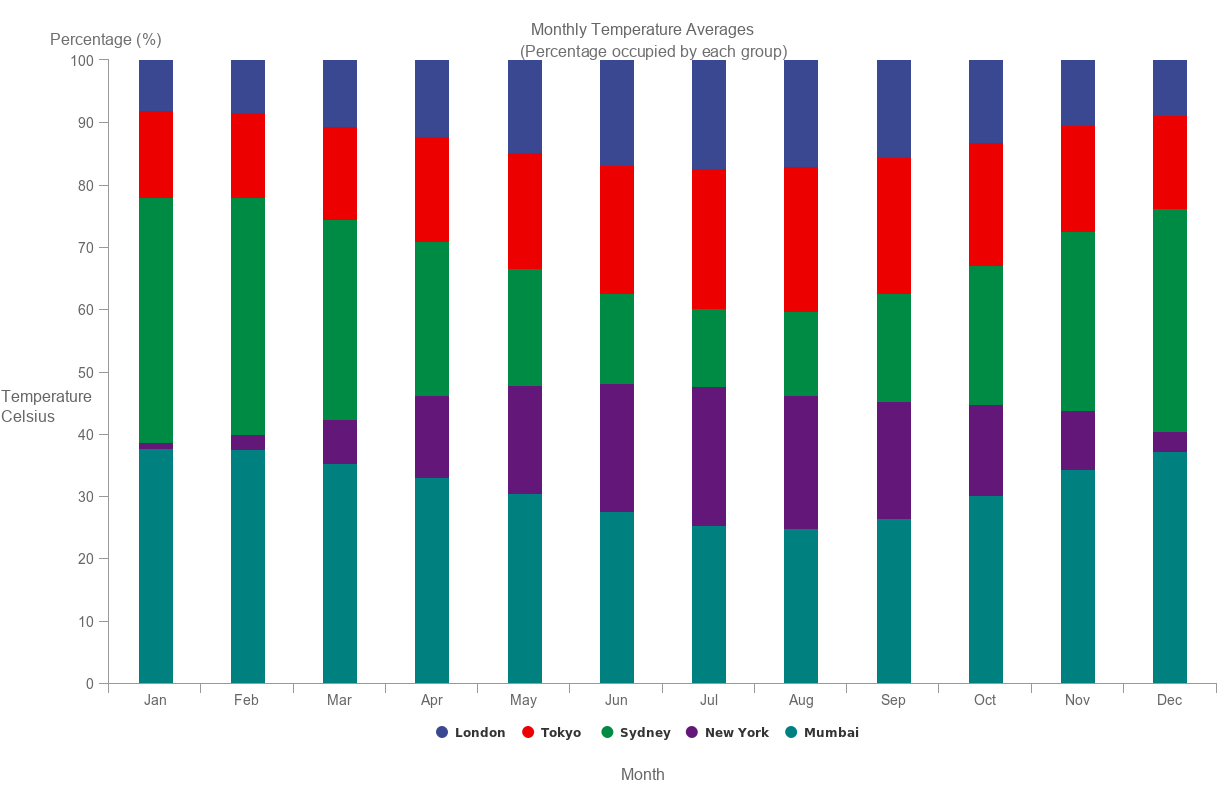 Monthly Temperature Averages
(Percentage occupied by each group)
Percentage (%)
100
90
80
70
60
50
Temperature
Celsius
40
30
20
10
0
Jan Feb Mar Apr May Jun Jul Aug Sep Oct Nov Dec
London Tokyo Sydney New York Mumbai
Month